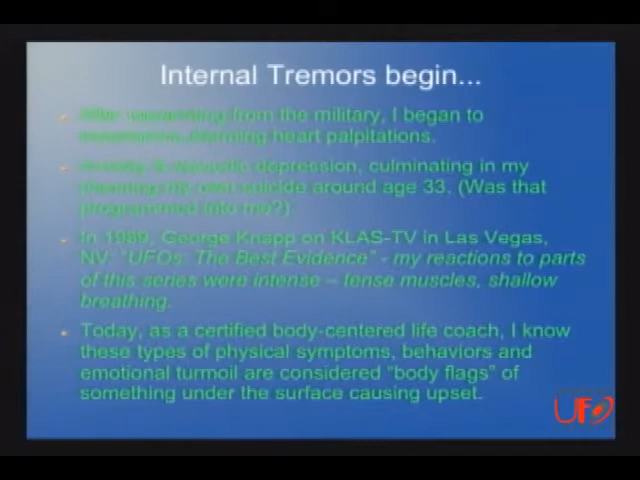 Internal Tremors begin...
After separating from the military, I began to
experience alarming heart palpitations.
Anxiety & episodic depression, culminating in my
planning my own suicide around age 33. (Was that
programmed into me?)
In 1989, George Knapp on KLAS-TV in Las Vegas,
NV: "UFOs: The Best Evidence" - my reactions to parts
of this series were intense – tense muscles, shallow
breathing.
Today, as a certified body-centered life coach, I know
these types of physical symptoms, behaviors and
emotional turmoil are considered "body flags" of
something under the surface causing upset.
UFO